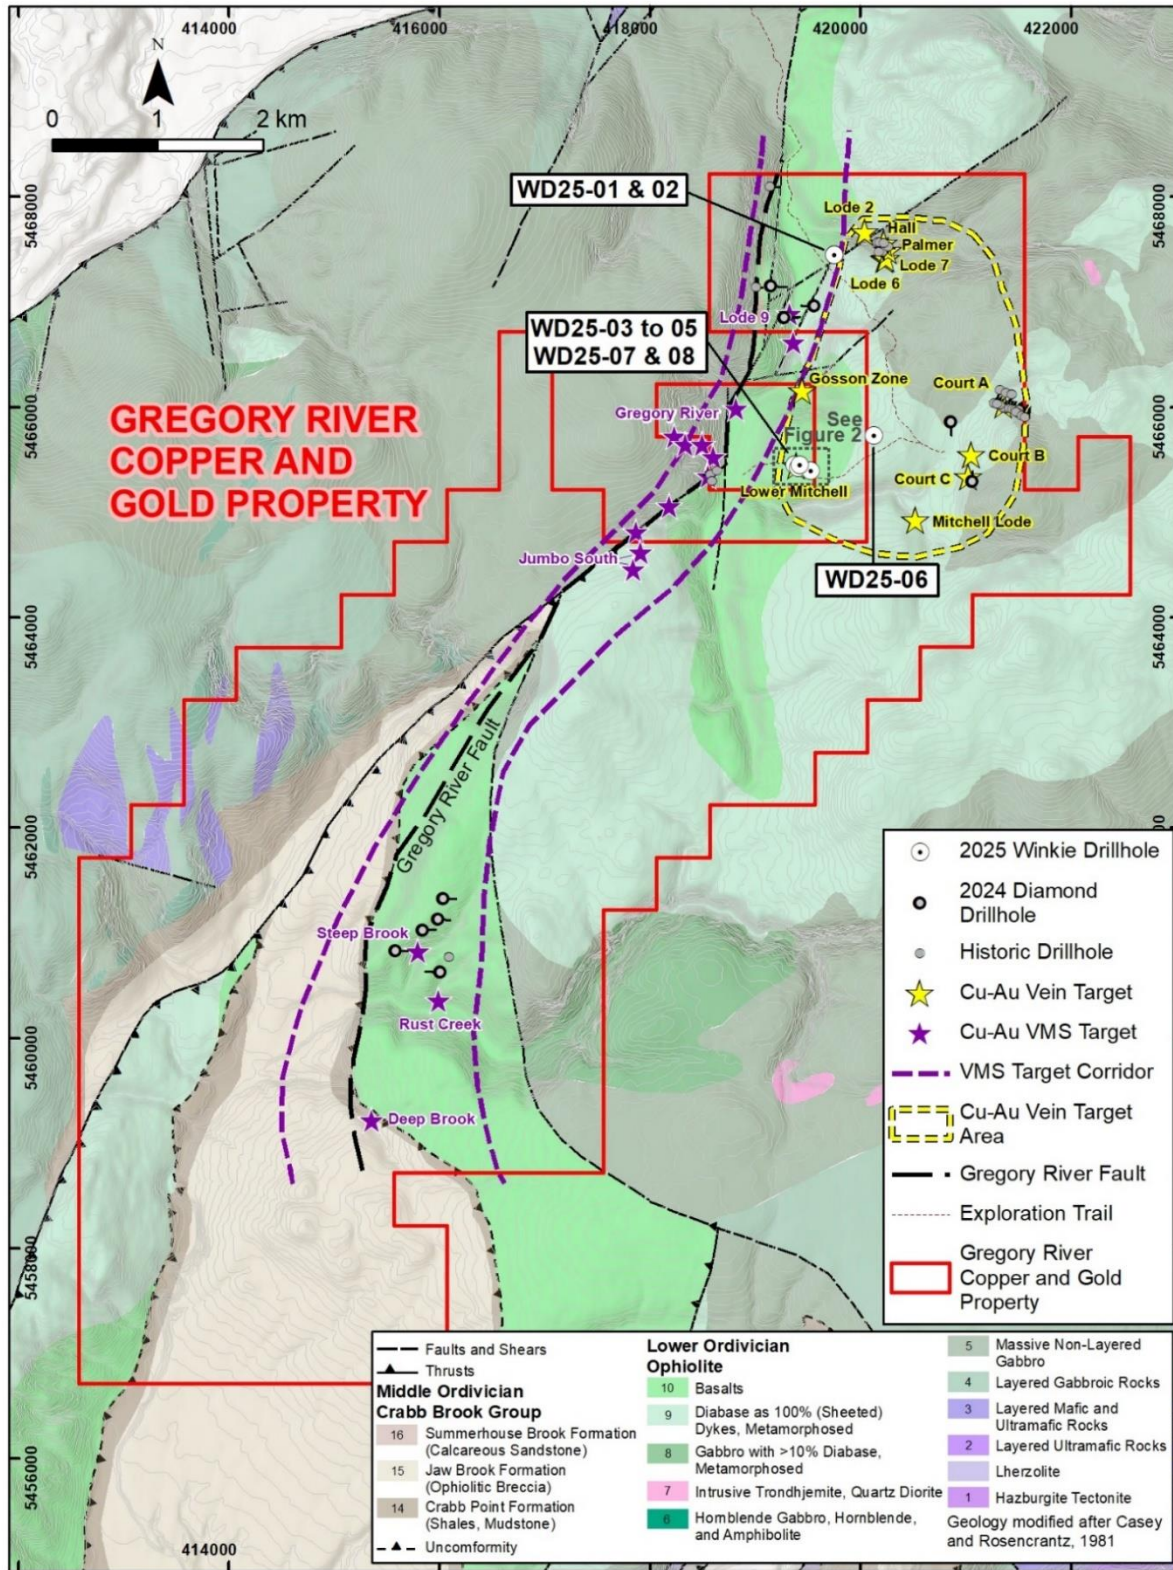 414000
416000
418000
420000
422000
N
0 1 2 km
5468000
5468000
WD25-01 & 02
Lode 2
Hall
Palmer
Lode 7
Lode 6
Lode 9
WD25-03 to 05
WD25-07 & 08
Gosson Zone
Court A
5466000
5466000
GREGORY RIVER
COPPER AND
GOLD PROPERTY
Gregory River
See
Figure 2
Court B
Court C
Lower Mitchell
Mitchell Lode
Jumbo South
WD25-06
5464000
5464000
Gregory River Fault
5462000
Steep Brook
Rust Creek
5460000
Deep Brook
5458000
5456000
414000
2025 Winkie Drillhole
2024 Diamond
Drillhole
Historic Drillhole
Cu-Au Vein Target
Cu-Au VMS Target
VMS Target Corridor
Cu-Au Vein Target
Area
Gregory River Fault
Exploration Trail
Gregory River
Copper and Gold
Property
Faults and Shears
Thrusts
Middle Ordivician
Crabb Brook Group
16 Summerhouse Brook Formation
(Calcareous Sandstone)
15 Jaw Brook Formation
(Ophiolitic Breccia)
14 Crabb Point Formation
(Shales, Mudstone)
Uncomformity
Lower Ordivician
Ophiolite
10 Basalts
9 Diabase as 100% (Sheeted)
Dykes, Metamorphosed
8 Gabbro with >10% Diabase,
Metamorphosed
7 Intrusive Trondhjemite, Quartz Diorite
6 Hornblende Gabbro, Hornblende,
and Amphibolite
5 Massive Non-Layered
Gabbro
4 Layered Gabbroic Rocks
3 Layered Mafic and
Ultramafic Rocks
2 Layered Ultramafic Rocks
Lherzolite
1 Hazburgite Tectonite
Geology modified after Casey
and Rosencrantz, 1981